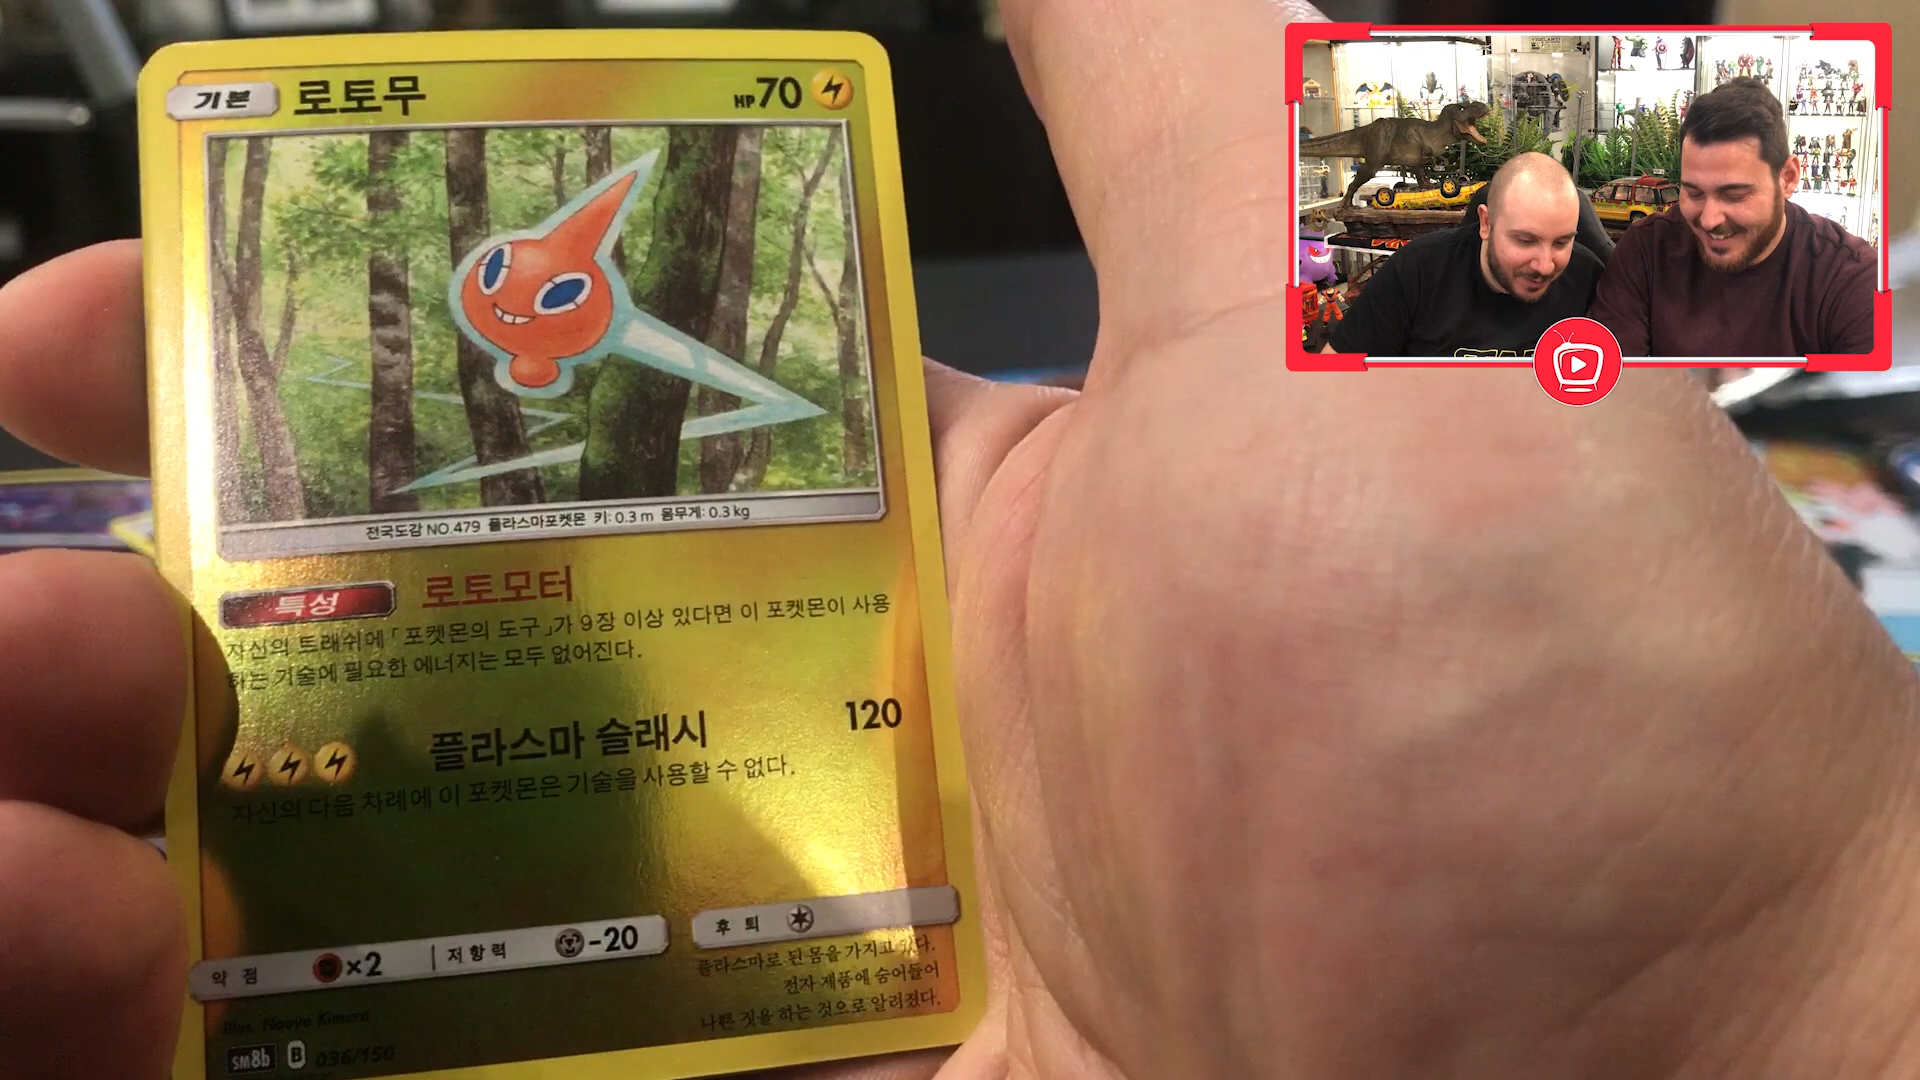 기본 로토무 HP70
전국도감 NO.479 플라스마포켓몬 키: 0.3 m 몸무게: 0.3 kg
특성 로토모터
자신의 트래쉬에 「포켓몬의 도구」가 9장 이상 있다면 이 포켓몬이 사용
하는 기술에 필요한 에너지는 모두 없어진다.
플라스마 슬래시 120
자신의 다음 차례에 이 포켓몬은 기술을 사용할 수 없다.
약점 ×2 저항력 -20 후퇴
플라스마로 된 몸을 가지고 있다.
전자 제품에 숨어들어
나쁜 짓을 하는 것으로 알려졌다.
Illus. Naoyo Kimura
SM8b B 036/150